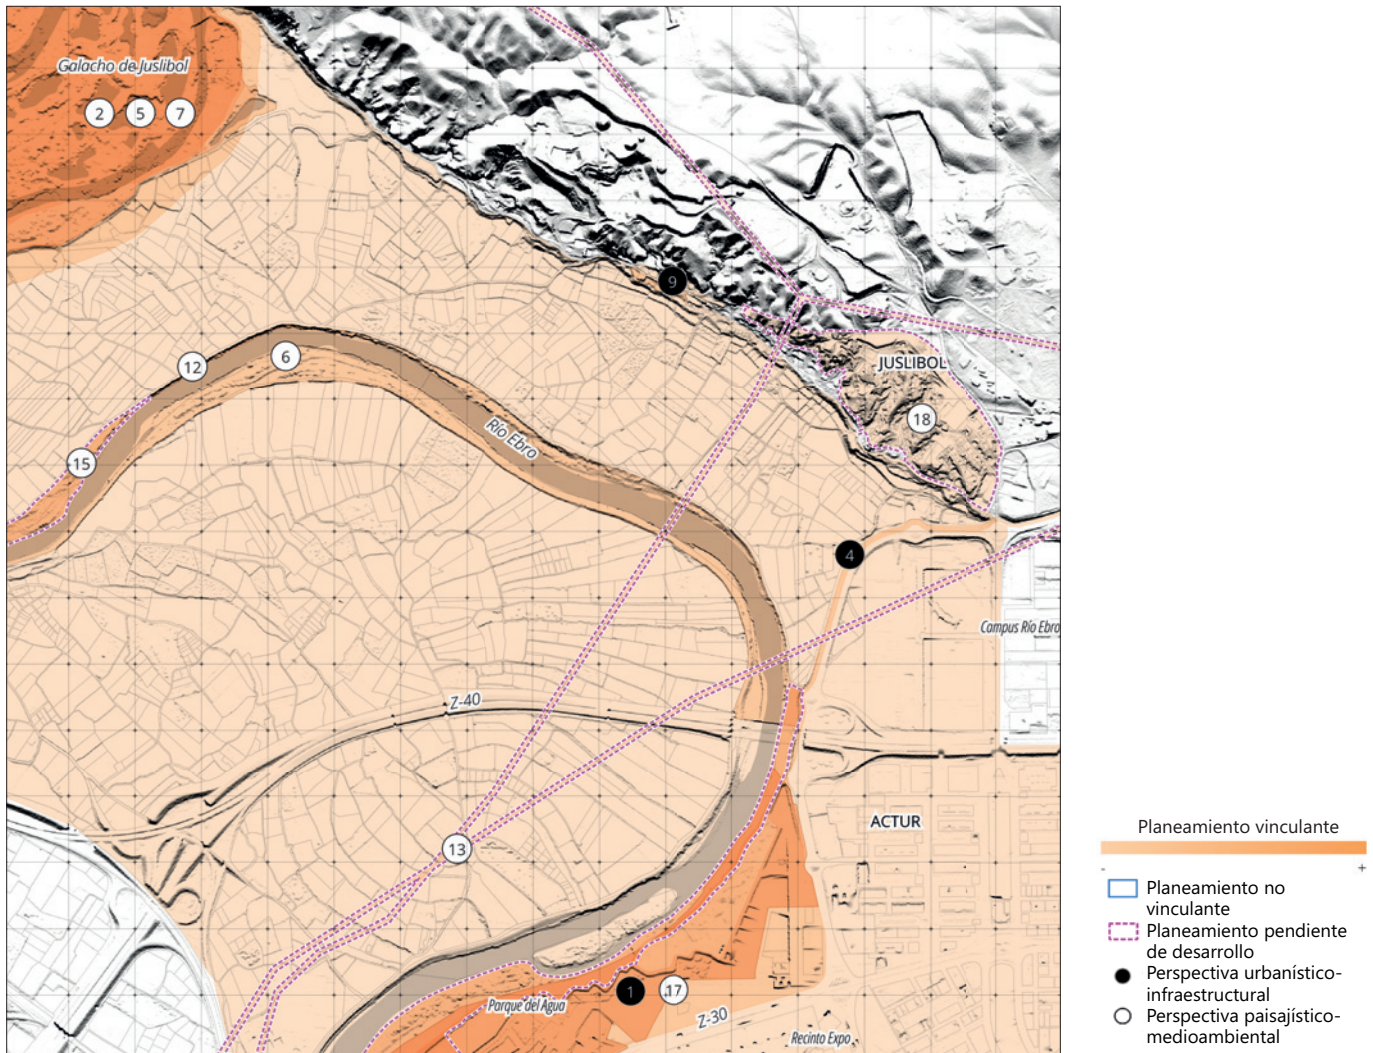 Galacho de Juslibol
2 5 7
9
12
6
JUSLIBOL
18
Río Ebro
15
4
Campus Río Ebro
Z-40
ACTUR
13
1
17
Parque del Agua
Z-30
Recinto Expo
Planeamiento vinculante
- +
Planeamiento no
vinculante
Planeamiento pendiente
de desarrollo
Perspectiva urbanístico-
infraestructural
Perspectiva paisajístico-
medioambiental